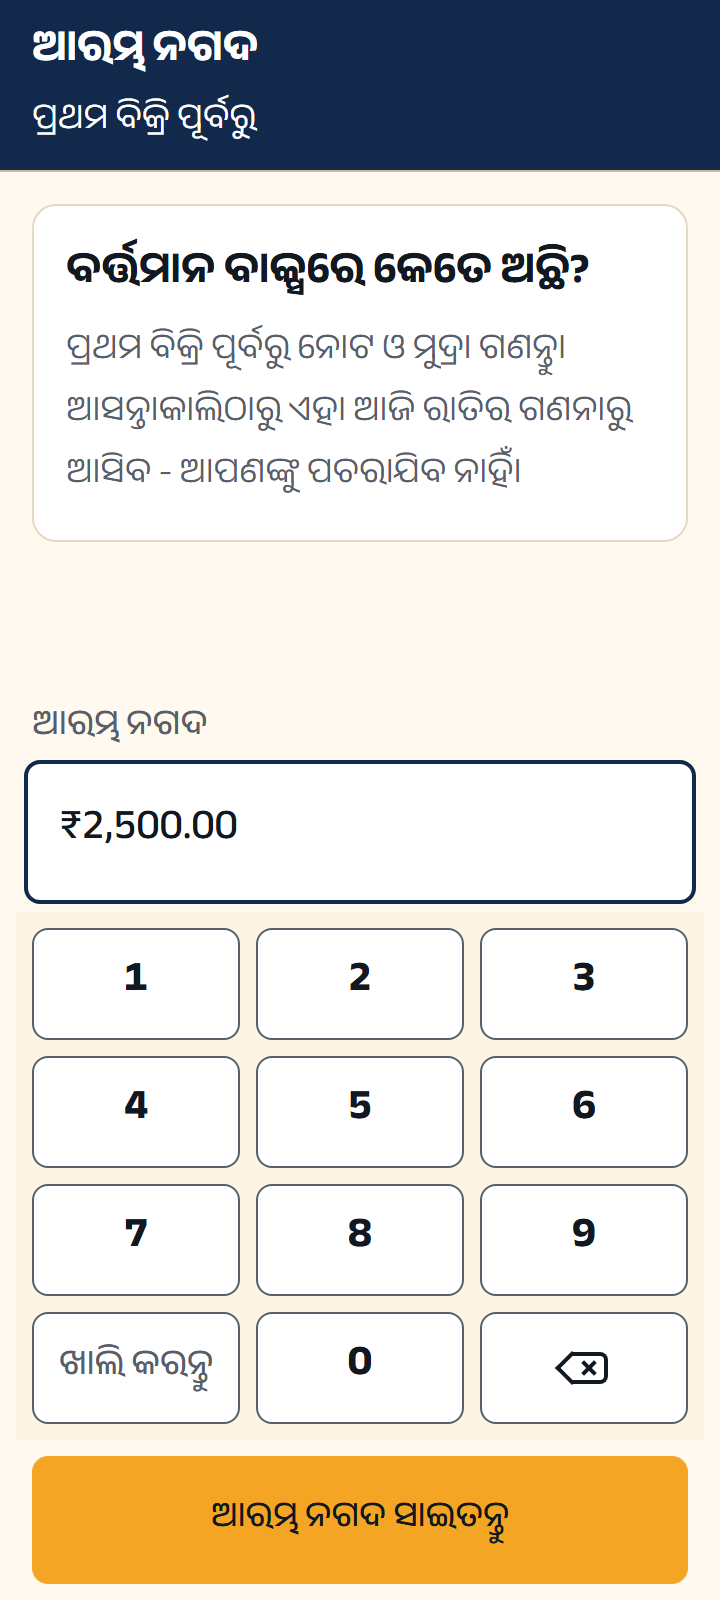 ଆରମ୍ଭ ନଗଦ
ପ୍ରଥମ ବିକ୍ରି ପୂର୍ବରୁ
ବର୍ତ୍ତମାନ ବାକ୍ସରେ କେତେ ଅଛି?
ପ୍ରଥମ ବିକ୍ରି ପୂର୍ବରୁ ନୋଟ ଓ ମୁଦ୍ରା ଗଣନ୍ତୁ।
ଆସନ୍ତାକାଲିଠାରୁ ଏହା ଆଜି ରାତିର ଗଣନାରୁ
ଆସିବ - ଆପଣଙ୍କୁ ପଚରାଯିବ ନାହିଁ।
ଆରମ୍ଭ ନଗଦ
₹2,500.00
1 2 3
4 5 6
7 8 9
ଖାଲି କରନ୍ତୁ 0
ଆରମ୍ଭ ନଗଦ ସାଇତନ୍ତୁ